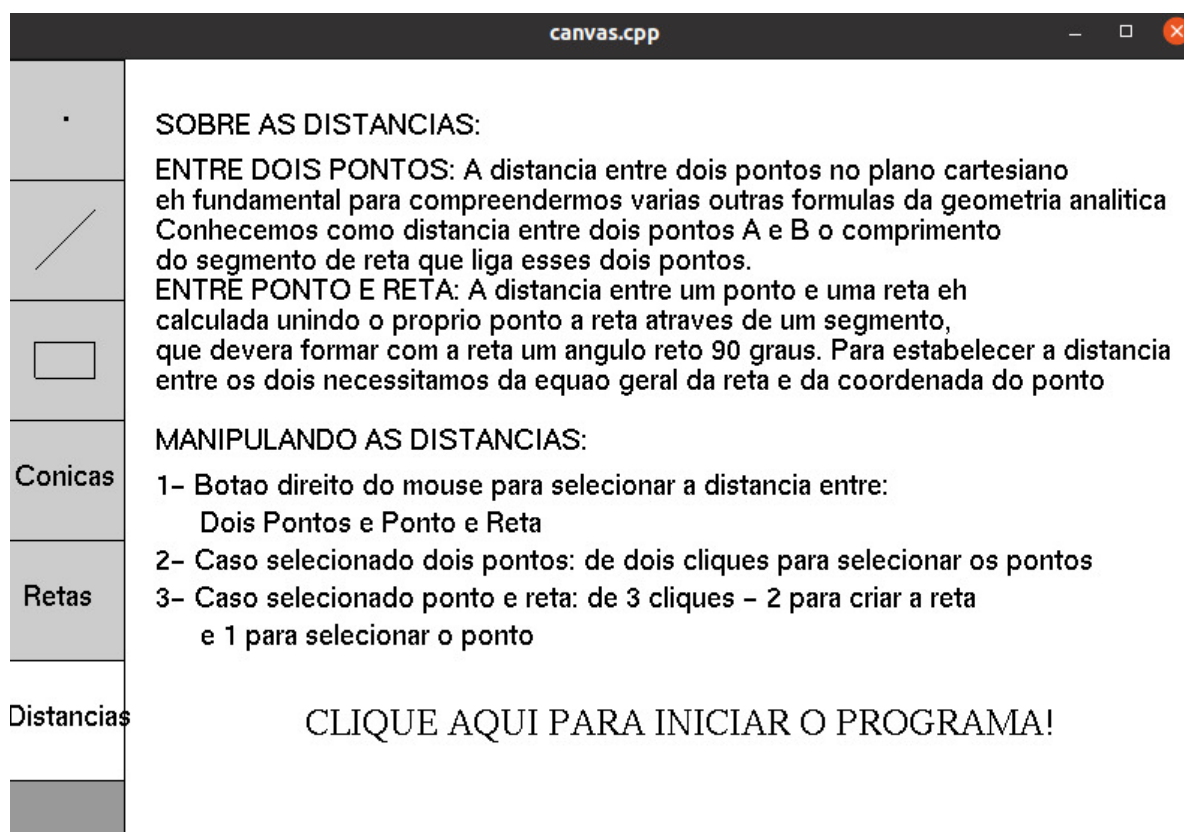 canvas.cpp
SOBRE AS DISTANCIAS:
ENTRE DOIS PONTOS: A distancia entre dois pontos no plano cartesiano
eh fundamental para compreendermos varias outras formulas da geometria analitica
Conhecemos como distancia entre dois pontos A e B o comprimento
do segmento de reta que liga esses dois pontos.
ENTRE PONTO E RETA: A distancia entre um ponto e uma reta eh
calculada unindo o proprio ponto a reta atraves de um segmento,
que devera formar com a reta um angulo reto 90 graus. Para estabelecer a distancia
entre os dois necessitamos da equao geral da reta e da coordenada do ponto
MANIPULANDO AS DISTANCIAS:
1- Botao direito do mouse para selecionar a distancia entre:
Dois Pontos e Ponto e Reta
2- Caso selecionado dois pontos: de dois cliques para selecionar os pontos
3- Caso selecionado ponto e reta: de 3 cliques - 2 para criar a reta
e 1 para selecionar o ponto
CLIQUE AQUI PARA INICIAR O PROGRAMA!
Conicas
Retas
Distancias